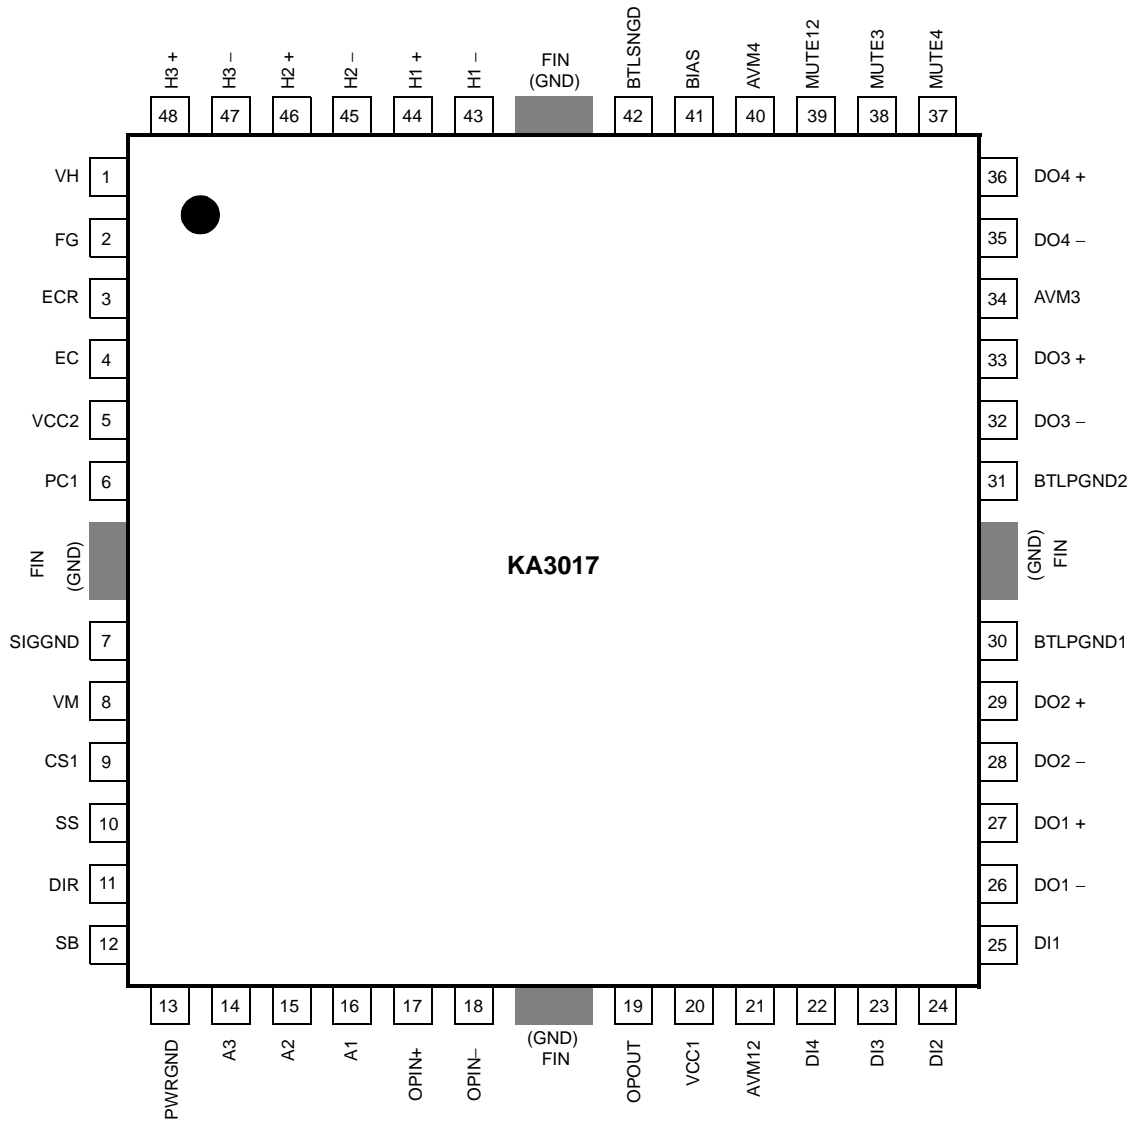 H3 +
H3 –
H2 +
H2 –
H1 +
H1 –
FIN
(GND)
BTLSNGD
BIAS
AVM4
MUTE12
MUTE3
MUTE4
48
47
46
45
44
43
42
41
40
39
38
37
VH 1
FG 2
ECR 3
EC 4
VCC2 5
PC1 6
FIN
(GND)
SIGGND 7
VM 8
CS1 9
SS 10
DIR 11
SB 12
KA3017
36 DO4 +
35 DO4 –
34 AVM3
33 DO3 +
32 DO3 –
31 BTLPGND2
(GND)
FIN
30 BTLPGND1
29 DO2 +
28 DO2 –
27 DO1 +
26 DO1 –
25 DI1
13
14
15
16
17
18
19
20
21
22
23
24
PWRGND
A3
A2
A1
OPIN+
OPIN–
(GND)
FIN
OPOUT
VCC1
AVM12
DI4
DI3
DI2